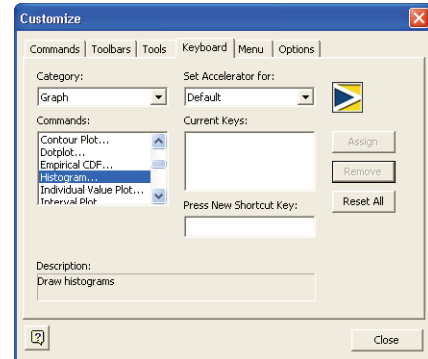 Customize
Commands Toolbars Tools Keyboard Menu Options
Category:
Graph
Set Accelerator for:
Default
Commands:
Contour Plot...
Dotplot...
Empirical CDF...
Histogram...
Individual Value Plot...
Interval Plot
Current Keys:
Press New Shortcut Key:
Assign
Remove
Reset All
Description:
Draw histograms
?
Close